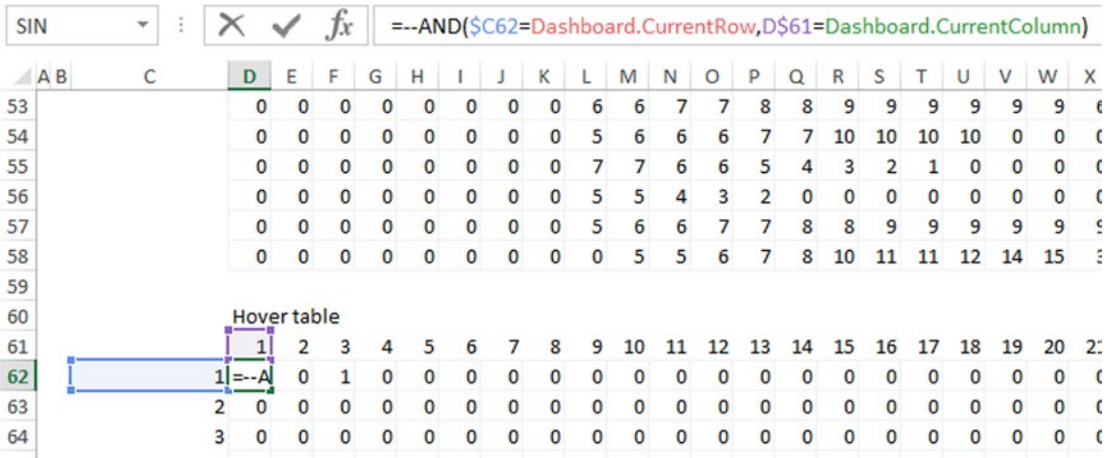 SIN =--AND($C62=Dashboard.CurrentRow,D$61=Dashboard.CurrentColumn)
A B C D E F G H I J K L M N O P Q R S T U V W X
53 0 0 0 0 0 0 0 0 6 6 7 7 8 8 9 9 9 9 9 9
54 0 0 0 0 0 0 0 0 5 6 6 6 7 7 10 10 10 10 0 0
55 0 0 0 0 0 0 0 0 7 7 6 6 5 4 3 2 1 0 0 0
56 0 0 0 0 0 0 0 0 5 5 4 3 2 0 0 0 0 0 0 0
57 0 0 0 0 0 0 0 0 5 6 6 7 7 8 8 9 9 9 9 9
58 0 0 0 0 0 0 0 0 0 5 5 6 7 8 10 11 11 12 14 15
59
60 Hover table
61 1 2 3 4 5 6 7 8 9 10 11 12 13 14 15 16 17 18 19 20 21
62 1 =--A 0 1 0 0 0 0 0 0 0 0 0 0 0 0 0 0 0 0 0 0
63 2 0 0 0 0 0 0 0 0 0 0 0 0 0 0 0 0 0 0 0 0
64 3 0 0 0 0 0 0 0 0 0 0 0 0 0 0 0 0 0 0 0 0